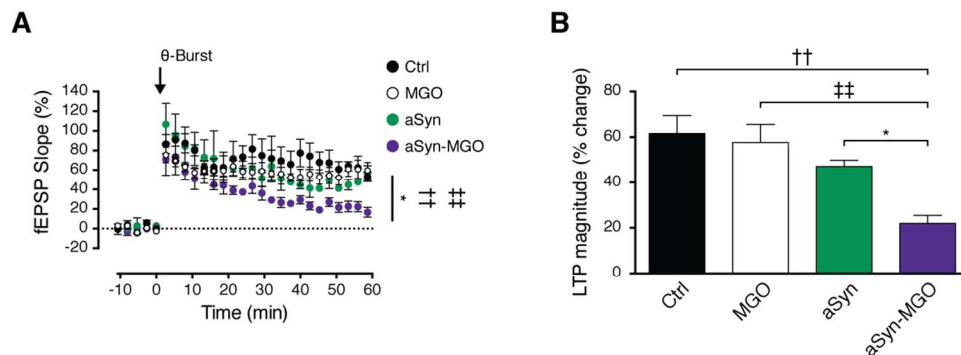 A
θ-Burst
Ctrl
MGO
aSyn
aSyn-MGO
fEPSP Slope (%)
140
120
100
80
60
40
20
0
-20
* †† ‡‡
-10 0 10 20 30 40 50 60
Time (min)
B
††
‡‡
*
LTP magnitude (% change)
80
60
40
20
0
Ctrl MGO aSyn aSyn-MGO